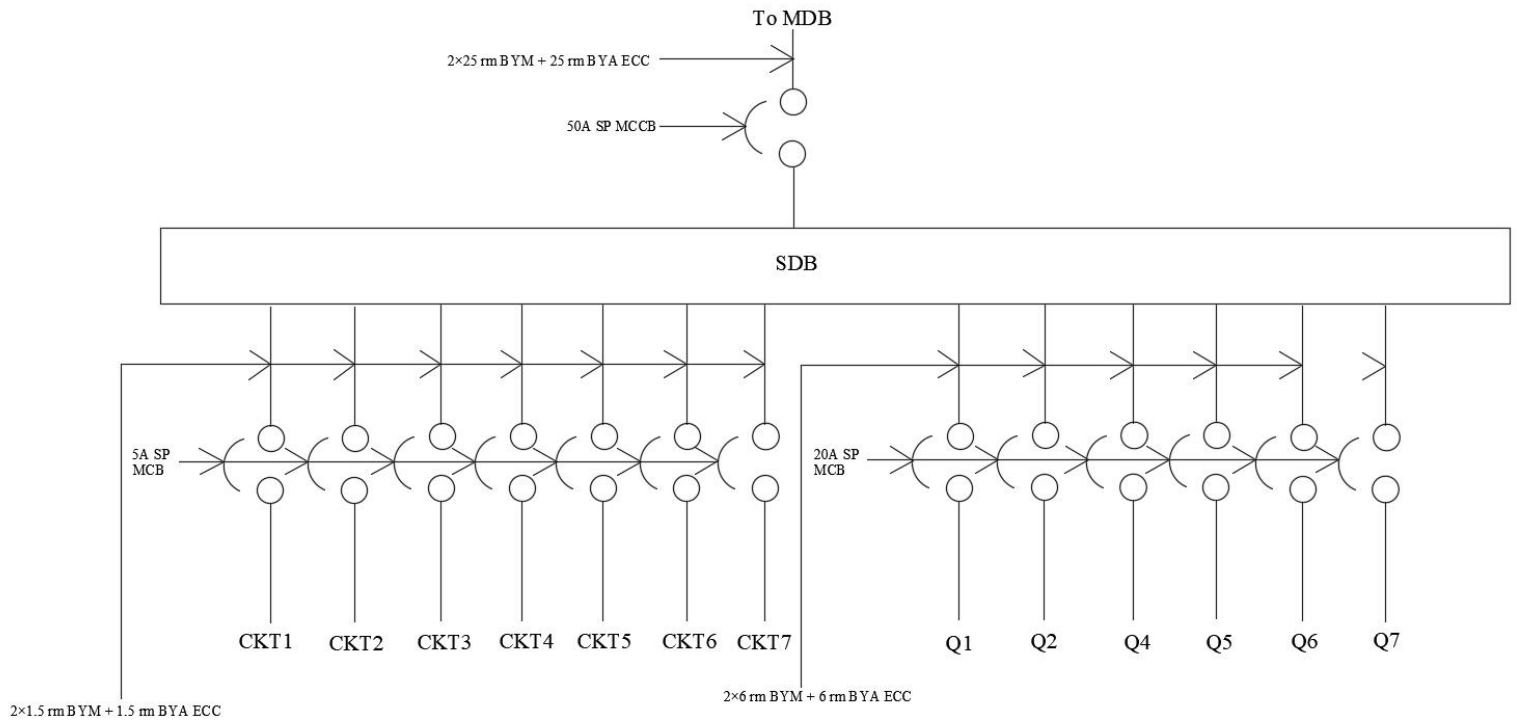 To MDB
2×25 rm BYM + 25 rm BYA ECC
50A SP MCCB
SDB
5A SP
MCB
20A SP
MCB
CKT1 CKT2 CKT3 CKT4 CKT5 CKT6 CKT7 Q1 Q2 Q4 Q5 Q6 Q7
2×6 rm BYM + 6 rm BYA ECC
2×1.5 rm BYM + 1.5 rm BYA ECC